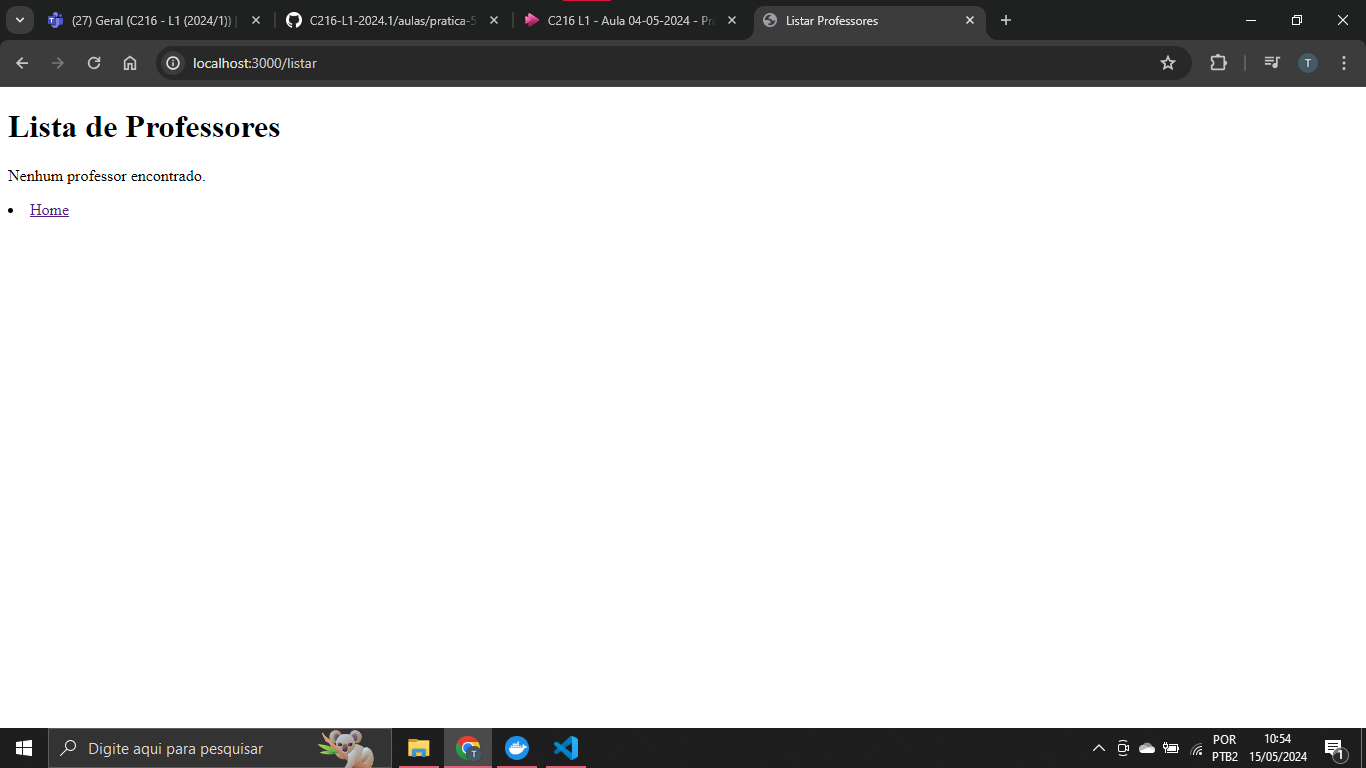 (27) Geral (C216 - L1 (2024/1)) |
C216-L1-2024.1/aulas/pratica-5
C216 L1 - Aula 04-05-2024 - Pra
Listar Professores
localhost:3000/listar
T
Lista de Professores
Nenhum professor encontrado.
Home
Digite aqui para pesquisar
T
POR
PTB2
10:54
15/05/2024
1